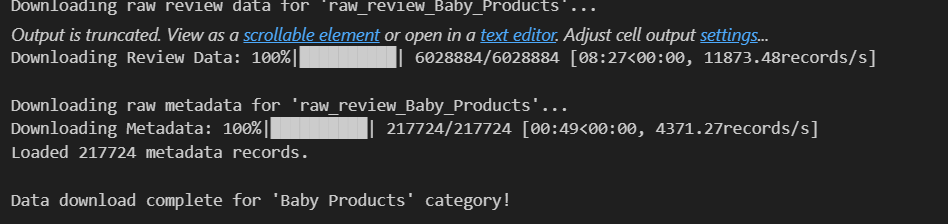 Downloading raw review data for 'raw_review_Baby_Products'...
Output is truncated. View as a scrollable element or open in a text editor. Adjust cell output settings...
Downloading Review Data: 100%|██████████| 6028884/6028884 [08:27<00:00, 11873.48records/s]
Downloading raw metadata for 'raw_review_Baby_Products'...
Downloading Metadata: 100%|██████████| 217724/217724 [00:49<00:00, 4371.27records/s]
Loaded 217724 metadata records.
Data download complete for 'Baby Products' category!